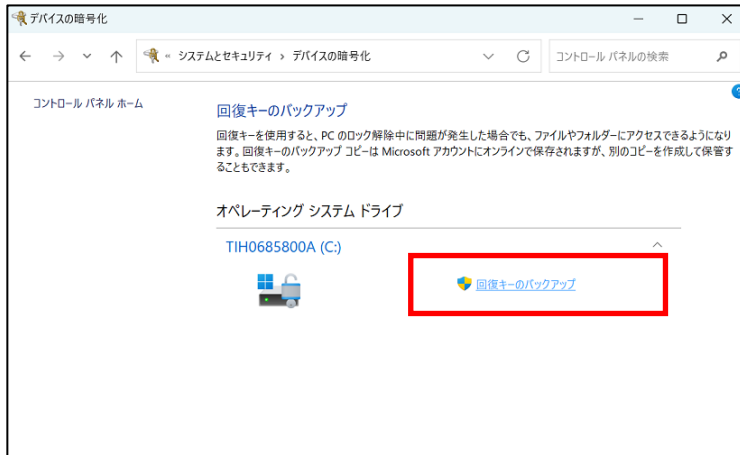 デバイスの暗号化
« システムとセキュリティ › デバイスの暗号化
コントロール パネルの検索
コントロール パネル ホーム
回復キーのバックアップ
回復キーを使用すると、PC のロック解除中に問題が発生した場合でも、ファイルやフォルダーにアクセスできるようになり
ます。回復キーのバックアップ コピーは Microsoft アカウントにオンラインで保存されますが、別のコピーを作成して保管す
ることもできます。
オペレーティング システム ドライブ
TIH0685800A (C:)
回復キーのバックアップ